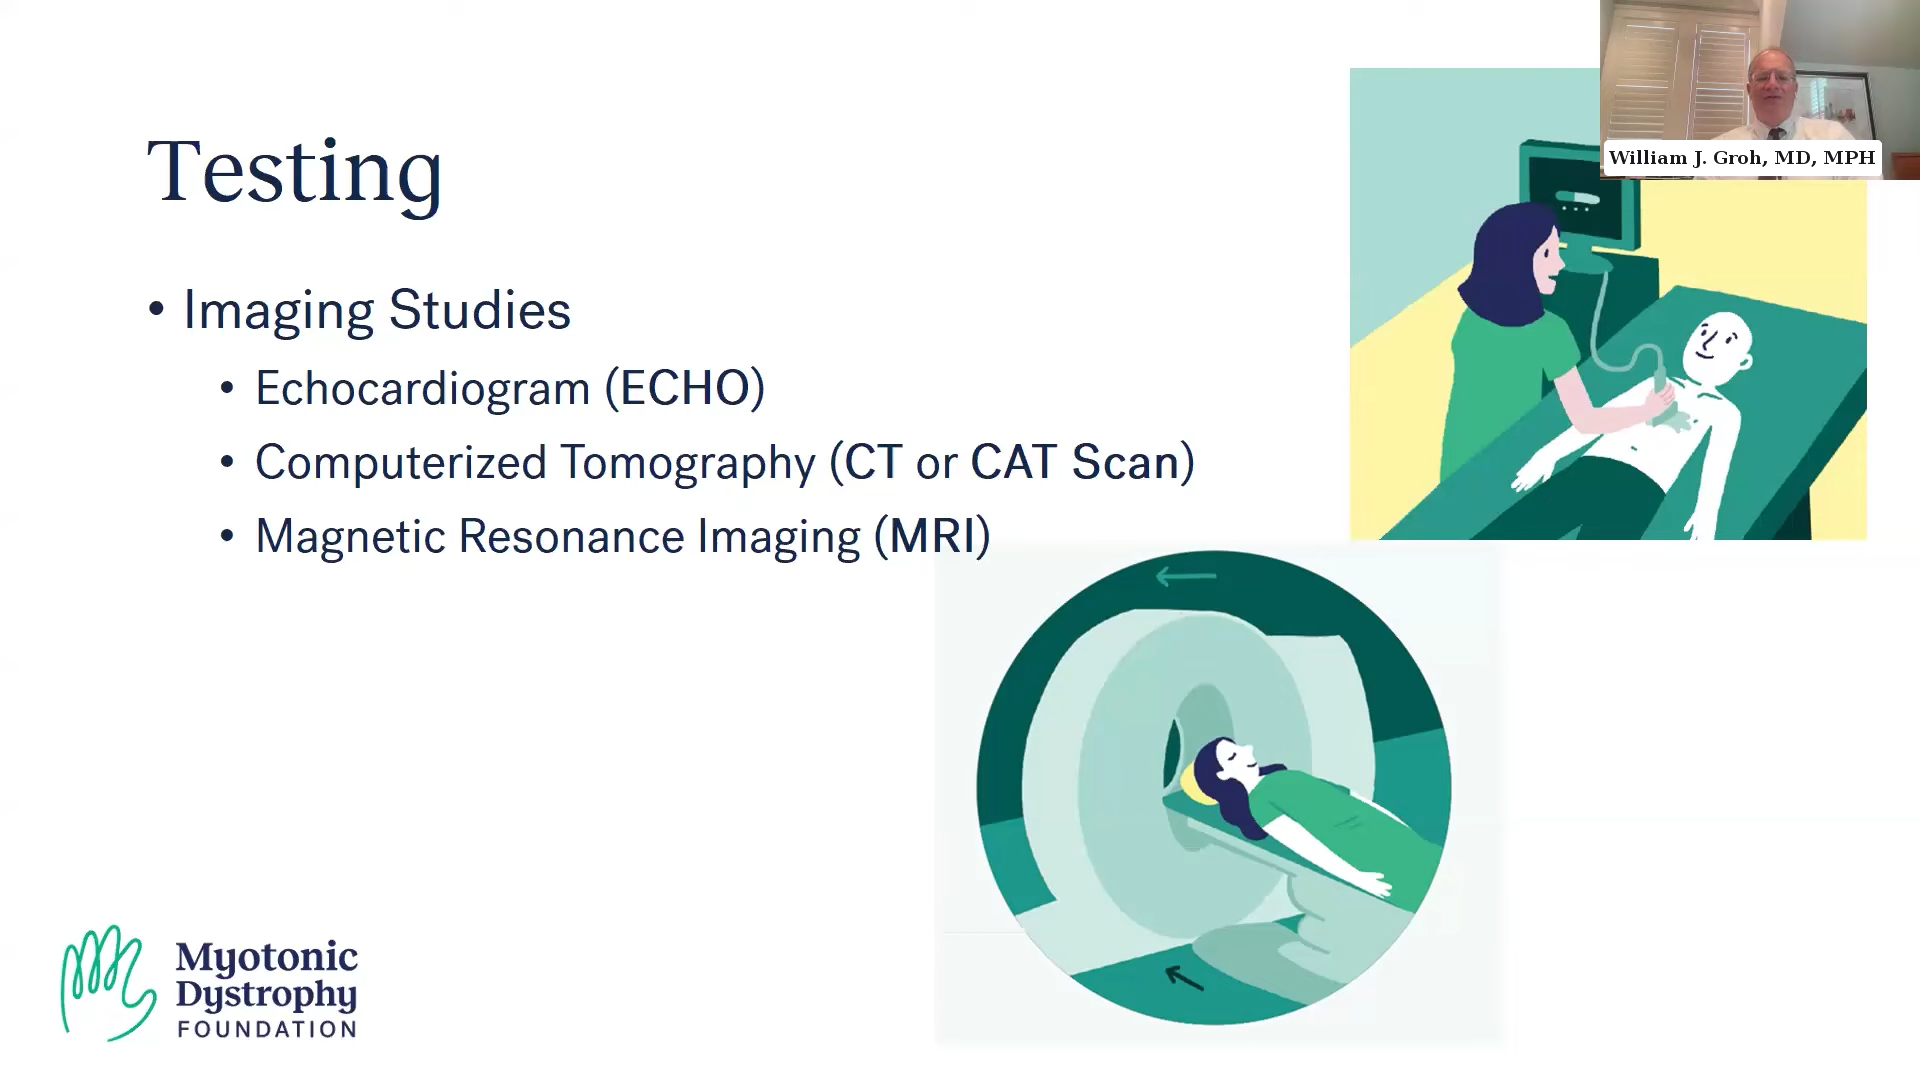 Testing
• Imaging Studies
• Echocardiogram (ECHO)
• Computerized Tomography (CT or CAT Scan)
• Magnetic Resonance Imaging (MRI)
William J. Groh, MD, MPH
Myotonic
Dystrophy
FOUNDATION